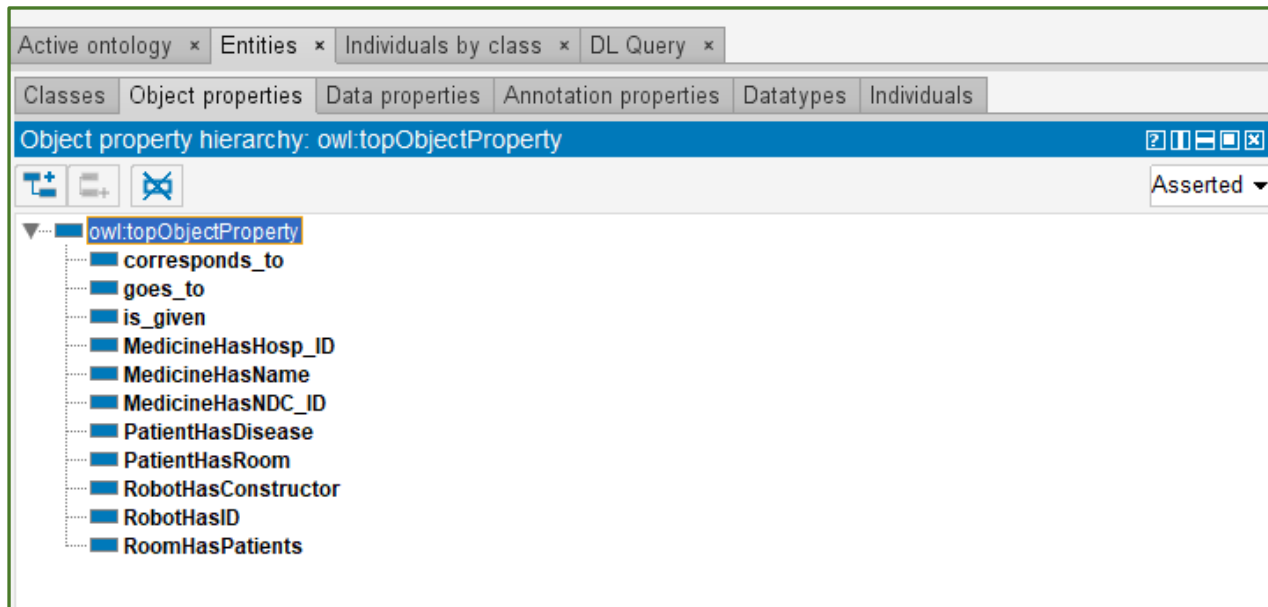 Active ontology × Entities × Individuals by class × DL Query ×
Classes Object properties Data properties Annotation properties Datatypes Individuals
Object property hierarchy: owl:topObjectProperty
Asserted
owl:topObjectProperty
corresponds_to
goes_to
is_given
MedicineHasHosp_ID
MedicineHasName
MedicineHasNDC_ID
PatientHasDisease
PatientHasRoom
RobotHasConstructor
RobotHasID
RoomHasPatients